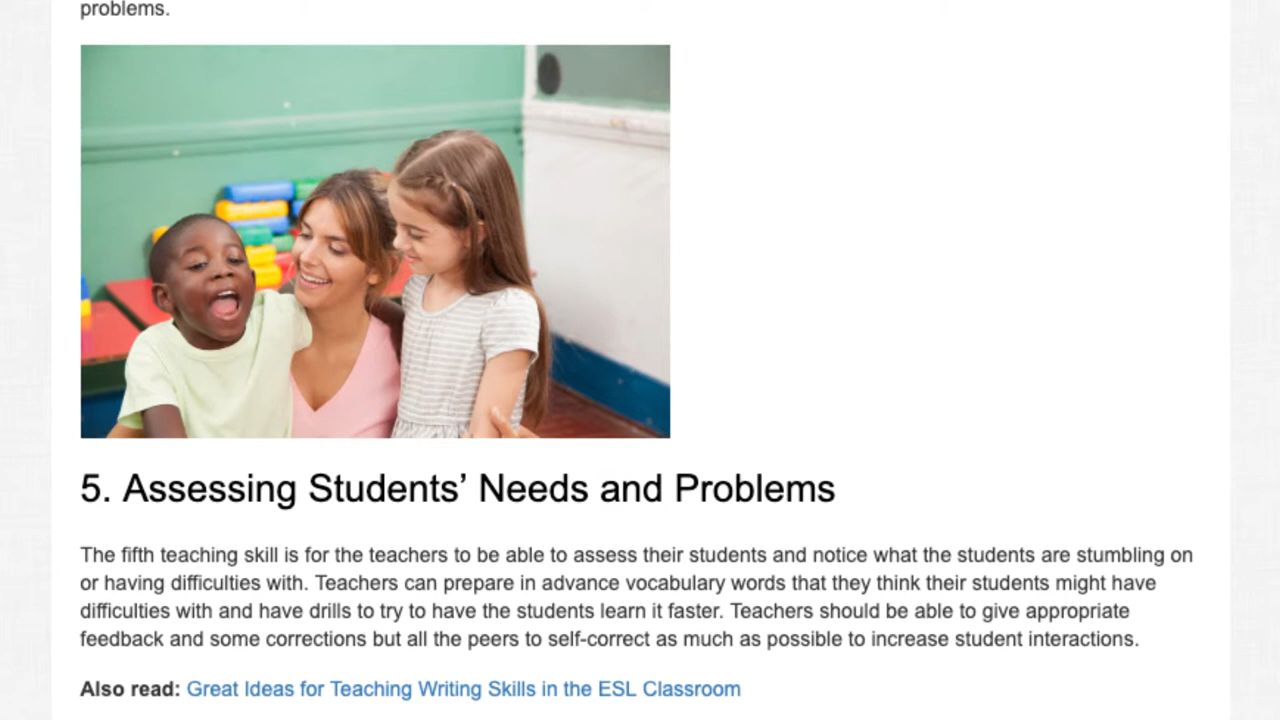 problems.
5. Assessing Students’ Needs and Problems
The fifth teaching skill is for the teachers to be able to assess their students and notice what the students are stumbling on
or having difficulties with. Teachers can prepare in advance vocabulary words that they think their students might have
difficulties with and have drills to try to have the students learn it faster. Teachers should be able to give appropriate
feedback and some corrections but all the peers to self-correct as much as possible to increase student interactions.
Also read: Great Ideas for Teaching Writing Skills in the ESL Classroom